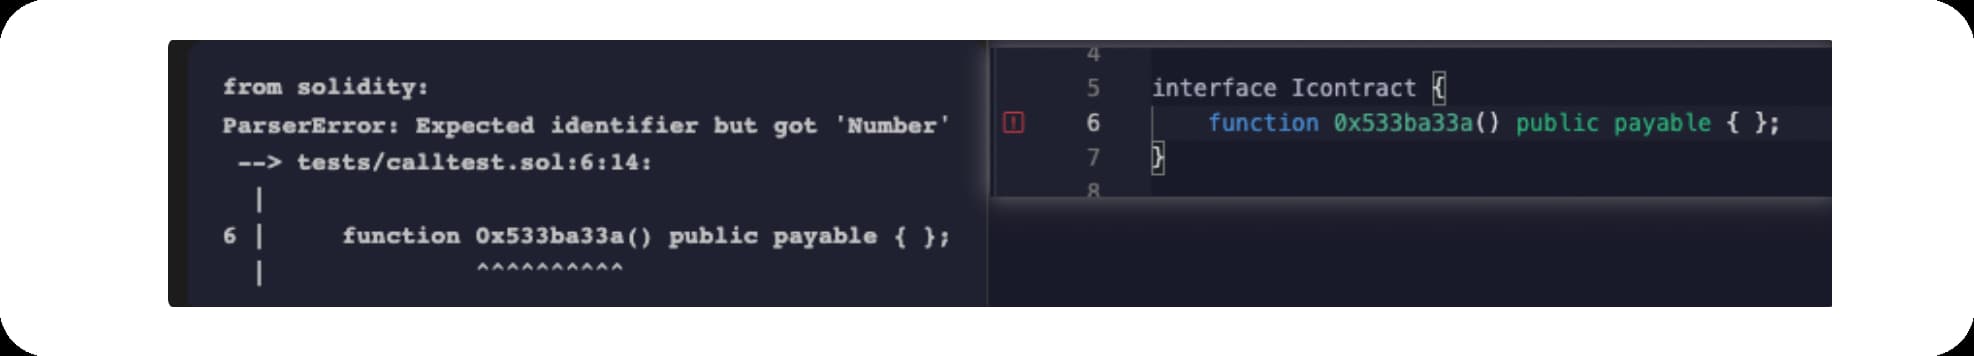 from solidity:
ParserError: Expected identifier but got 'Number'
 --> tests/calltest.sol:6:14:
  |
6 |     function 0x533ba33a() public payable { };
  |              ^^^^^^^^^^
4
5 interface Icontract {
6     function 0x533ba33a() public payable { };
7 }
8